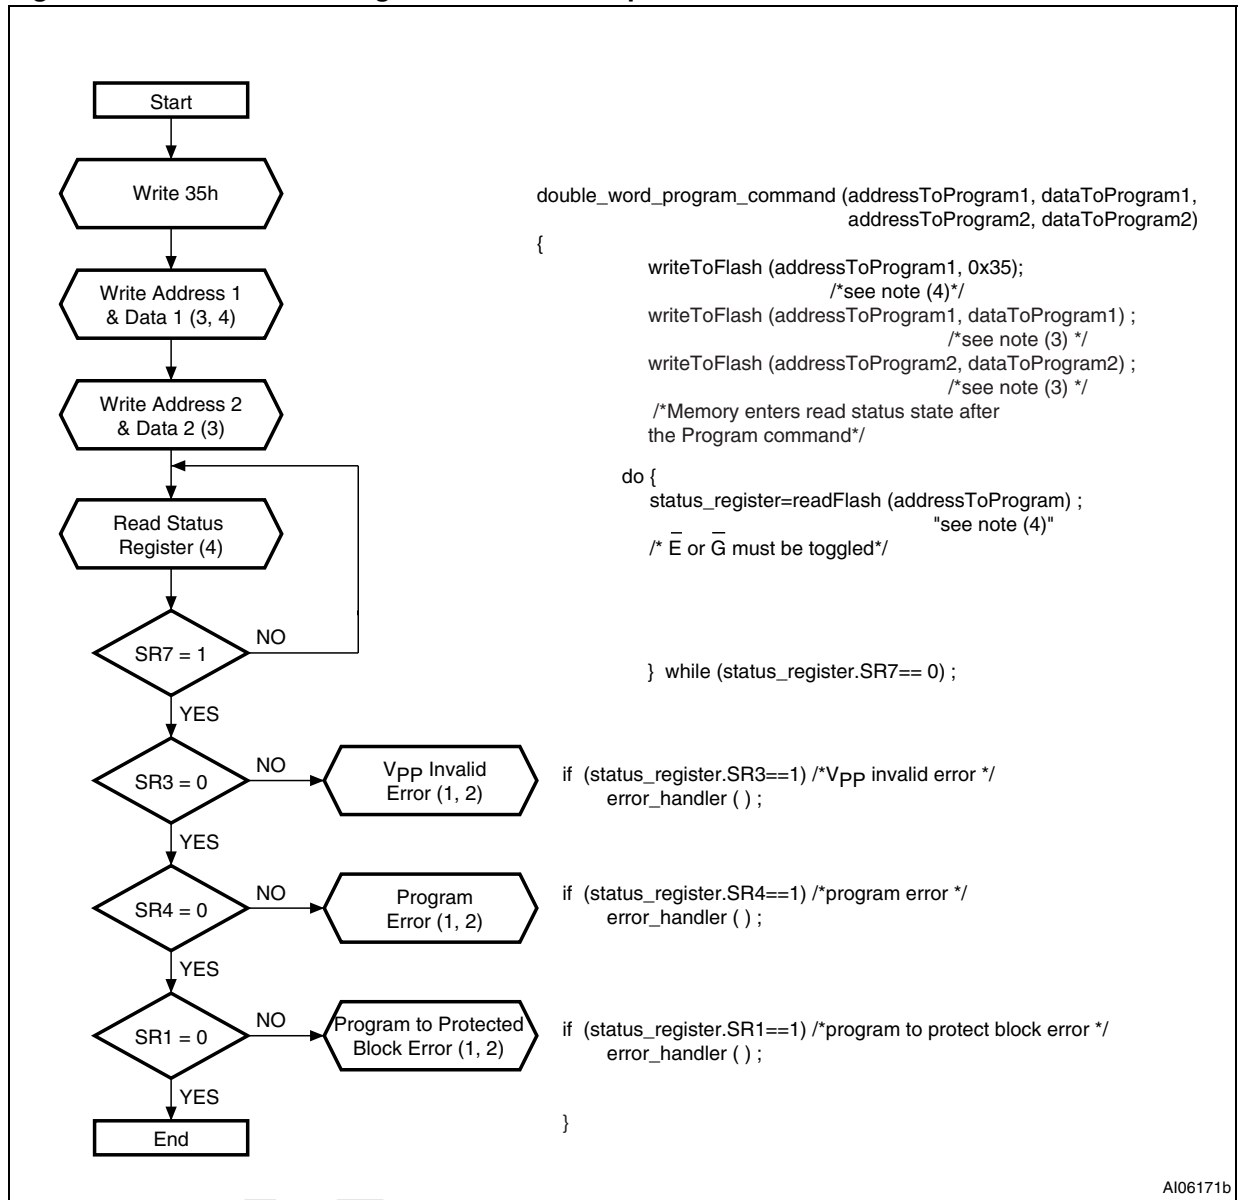 Start
Write 35h
Write Address 1
& Data 1 (3, 4)
Write Address 2
& Data 2 (3)
Read Status
Register (4)
NO
SR7 = 1
YES
NO
SR3 = 0
VPP Invalid
Error (1, 2)
YES
NO
SR4 = 0
Program
Error (1, 2)
YES
NO
SR1 = 0
Program to Protected
Block Error (1, 2)
YES
End
double_word_program_command (addressToProgram1, dataToProgram1,
addressToProgram2, dataToProgram2)
{
writeToFlash (addressToProgram1, 0x35);
/*see note (4)*/
writeToFlash (addressToProgram1, dataToProgram1) ;
/*see note (3) */
writeToFlash (addressToProgram2, dataToProgram2) ;
/*see note (3) */
/*Memory enters read status state after
the Program command*/
do {
status_register=readFlash (addressToProgram) ;
"see note (4)"
/* E̅ or G̅ must be toggled*/
} while (status_register.SR7== 0) ;
if (status_register.SR3==1) /*VPP invalid error */
error_handler ( ) ;
if (status_register.SR4==1) /*program error */
error_handler ( ) ;
if (status_register.SR1==1) /*program to protect block error */
error_handler ( ) ;
}
AI06171b